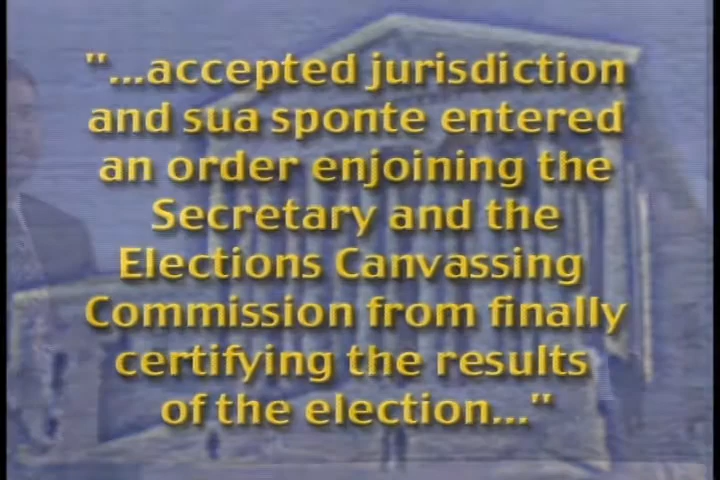 "...accepted jurisdiction
and sua sponte entered
an order enjoining the
Secretary and the
Elections Canvassing
Commission from finally
certifying the results
of the election..."